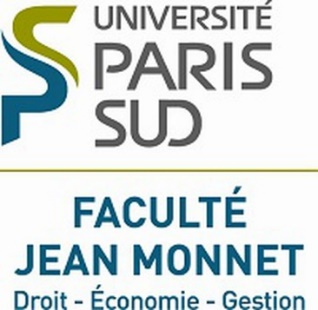 UNIVERSITÉ
PARIS
SUD
FACULTÉ
JEAN MONNET
Droit - Économie - Gestion